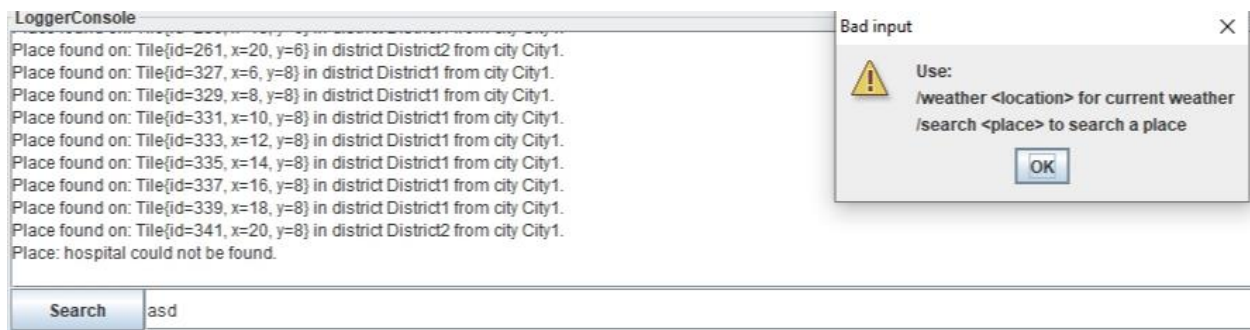 LoggerConsole
Place found on: Tile{id=261, x=20, y=6} in district District2 from city City1.
Place found on: Tile{id=327, x=6, y=8} in district District1 from city City1.
Place found on: Tile{id=329, x=8, y=8} in district District1 from city City1.
Place found on: Tile{id=331, x=10, y=8} in district District1 from city City1.
Place found on: Tile{id=333, x=12, y=8} in district District1 from city City1.
Place found on: Tile{id=335, x=14, y=8} in district District1 from city City1.
Place found on: Tile{id=337, x=16, y=8} in district District1 from city City1.
Place found on: Tile{id=339, x=18, y=8} in district District1 from city City1.
Place found on: Tile{id=341, x=20, y=8} in district District2 from city City1.
Place: hospital could not be found.
Search
asd
Bad input
Use:
/weather <location> for current weather
/search <place> to search a place
OK